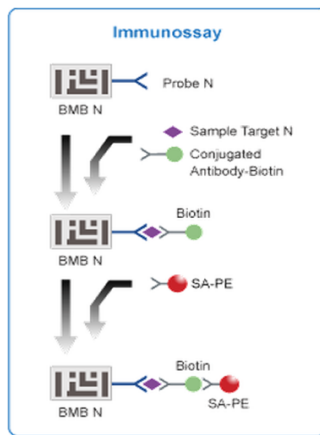 Immunossay
Probe N
BMB N
Sample Target N
Conjugated
Antibody-Biotin
Biotin
BMB N
SA-PE
Biotin
BMB N
SA-PE